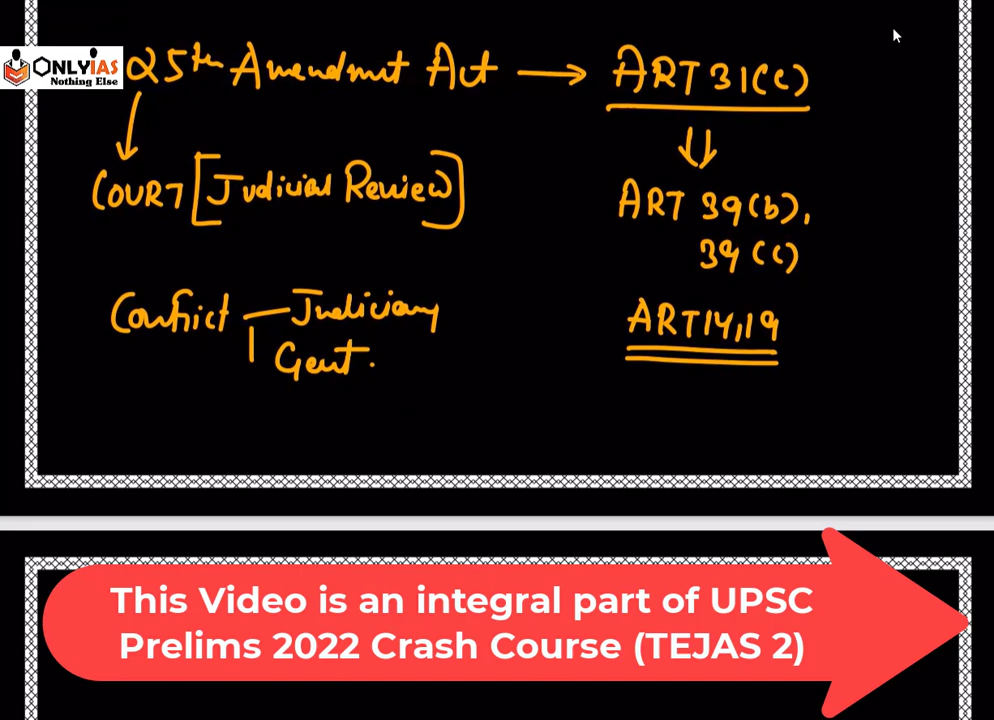 ONLYIAS
Nothing Else
25th Amendmut Act → ART 31(c)
COURT [Judicial Review]
ART 39(b),
39(c)
Conflict
Judiciary
Govt.
ART 14,19
This Video is an integral part of UPSC
Prelims 2022 Crash Course (TEJAS 2)